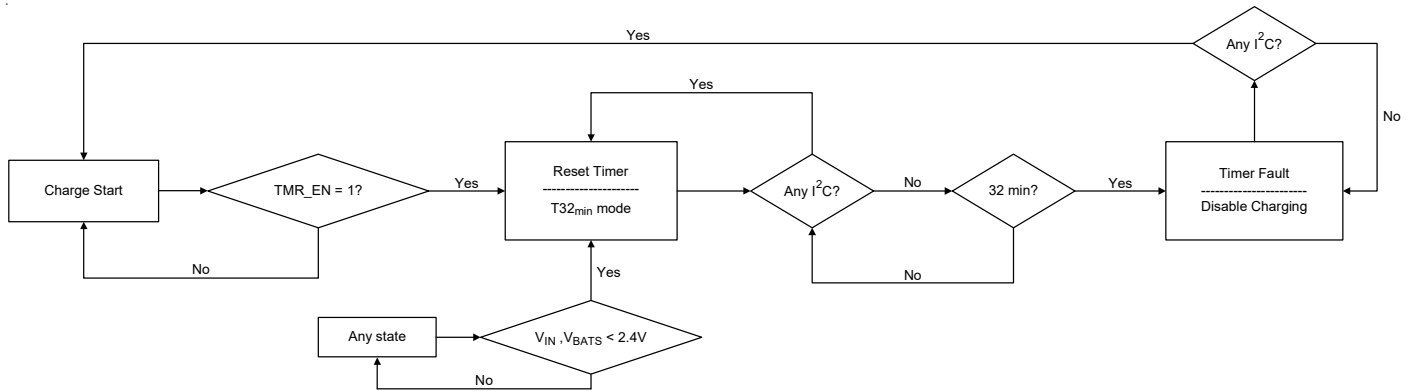 Any I²C?
Yes
No
Charge Start
TMR_EN = 1?
Yes
No
Reset Timer
----------------------
T32min mode
Yes
Any I²C?
No
32 min?
Yes
No
Timer Fault
------------------------
Disable Charging
Yes
Any state
VIN ,VBATS < 2.4V
No